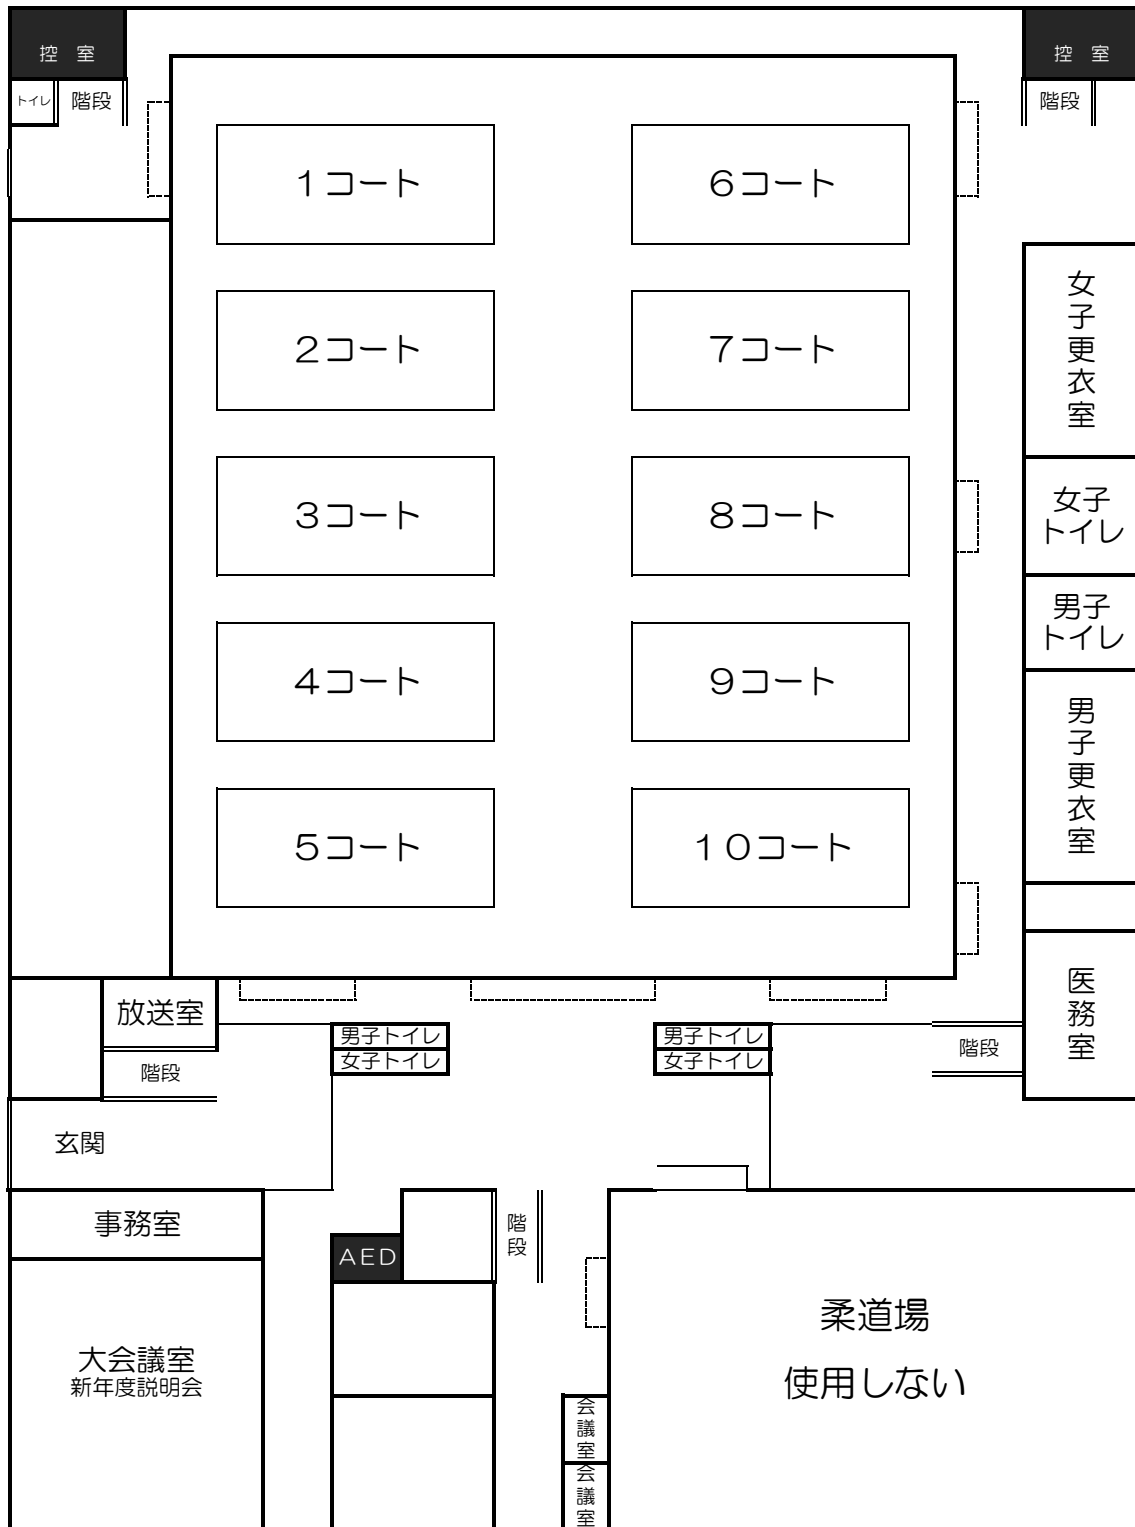 控　室
控　室
トイレ
階段
階段
１コート
６コート
２コート
７コート
３コート
８コート
４コート
９コート
５コート
１０コート
女子更衣室
女子
トイレ
男子
トイレ
男子更衣室
医務室
放送室
階段
男子トイレ
女子トイレ
男子トイレ
女子トイレ
階段
玄関
事務室
AED
階段
大会議室
新年度説明会
柔道場
使用しない
会議室
会議室